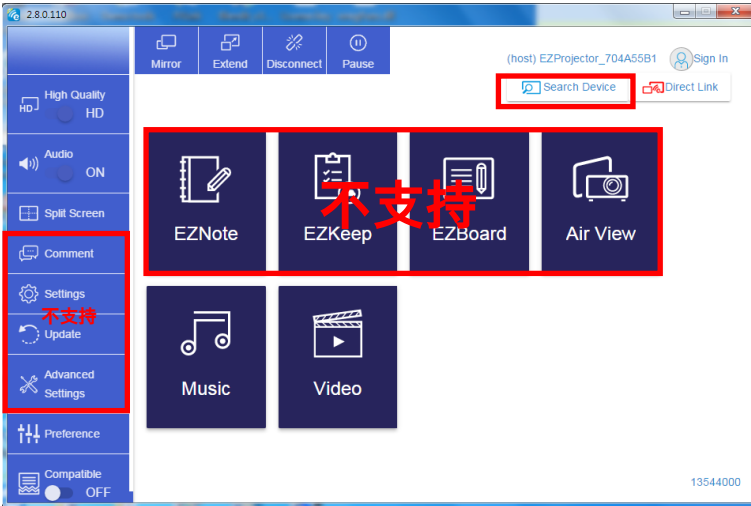 2.8.0.110
Mirror
Extend
Disconnect
Pause
(host) EZProjector_704A55B1
Sign In
Search Device
Direct Link
High Quality
HD
HD
Audio
ON
Split Screen
Comment
Settings
不支持
Update
Advanced
Settings
Preference
Compatible
OFF
不支持
EZNote
EZKeep
EZBoard
Air View
Music
Video
13544000